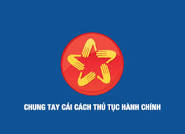 CHUNG TAY CẢI CÁCH THỦ TỤC HÀNH CHÍNH